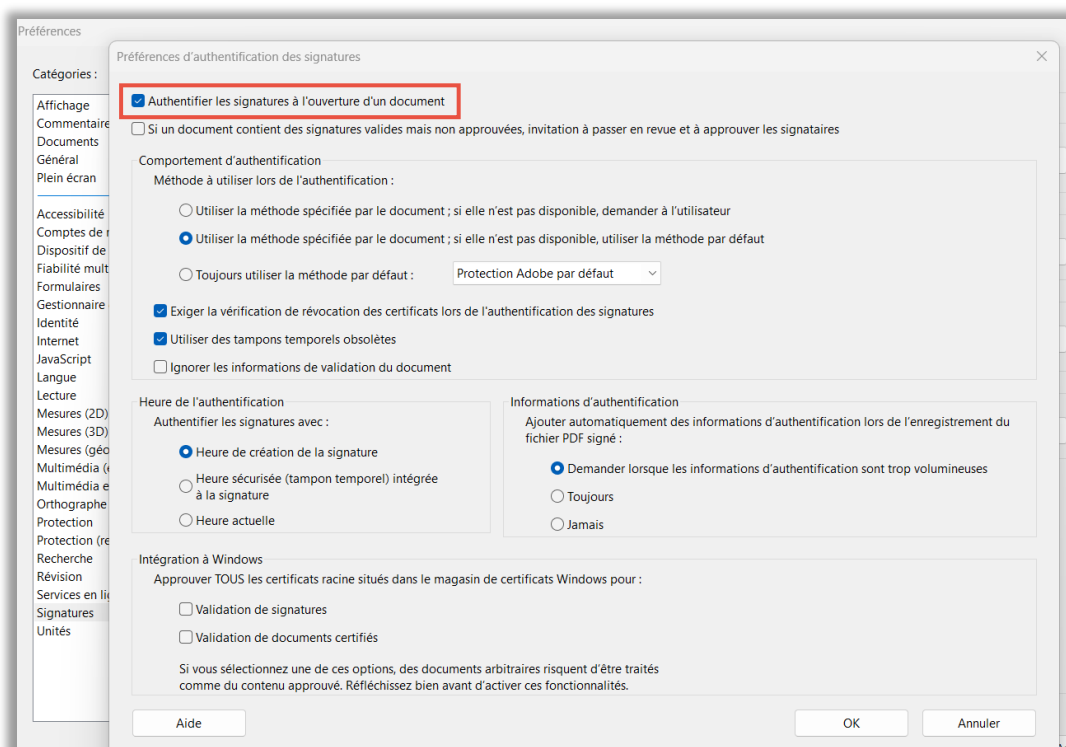 Préférences
Préférences d'authentification des signatures
Catégories :
Affichage
Commentaire
Documents
Général
Plein écran
Accessibilité
Comptes de
Dispositif de
Fiabilité mult
Formulaires
Gestionnaire
Identité
Internet
JavaScript
Langue
Lecture
Mesures (2D)
Mesures (3D)
Mesures (géo
Multimédia (
Multimédia e
Orthographe
Protection
Protection (re
Recherche
Révision
Services en li
Signatures
Unités
Authentifier les signatures à l'ouverture d'un document
Si un document contient des signatures valides mais non approuvées, invitation à passer en revue et à approuver les signataires
Comportement d'authentification
Méthode à utiliser lors de l'authentification :
Utiliser la méthode spécifiée par le document ; si elle n'est pas disponible, demander à l'utilisateur
Utiliser la méthode spécifiée par le document ; si elle n'est pas disponible, utiliser la méthode par défaut
Toujours utiliser la méthode par défaut : Protection Adobe par défaut
Exiger la vérification de révocation des certificats lors de l'authentification des signatures
Utiliser des tampons temporels obsolètes
Ignorer les informations de validation du document
Heure de l'authentification
Authentifier les signatures avec :
Heure de création de la signature
Heure sécurisée (tampon temporel) intégrée
à la signature
Heure actuelle
Informations d'authentification
Ajouter automatiquement des informations d'authentification lors de l'enregistrement du
fichier PDF signé :
Demander lorsque les informations d'authentification sont trop volumineuses
Toujours
Jamais
Intégration à Windows
Approuver TOUS les certificats racine situés dans le magasin de certificats Windows pour :
Validation de signatures
Validation de documents certifiés
Si vous sélectionnez une de ces options, des documents arbitraires risquent d'être traités
comme du contenu approuvé. Réfléchissez bien avant d'activer ces fonctionnalités.
Aide
OK
Annuler